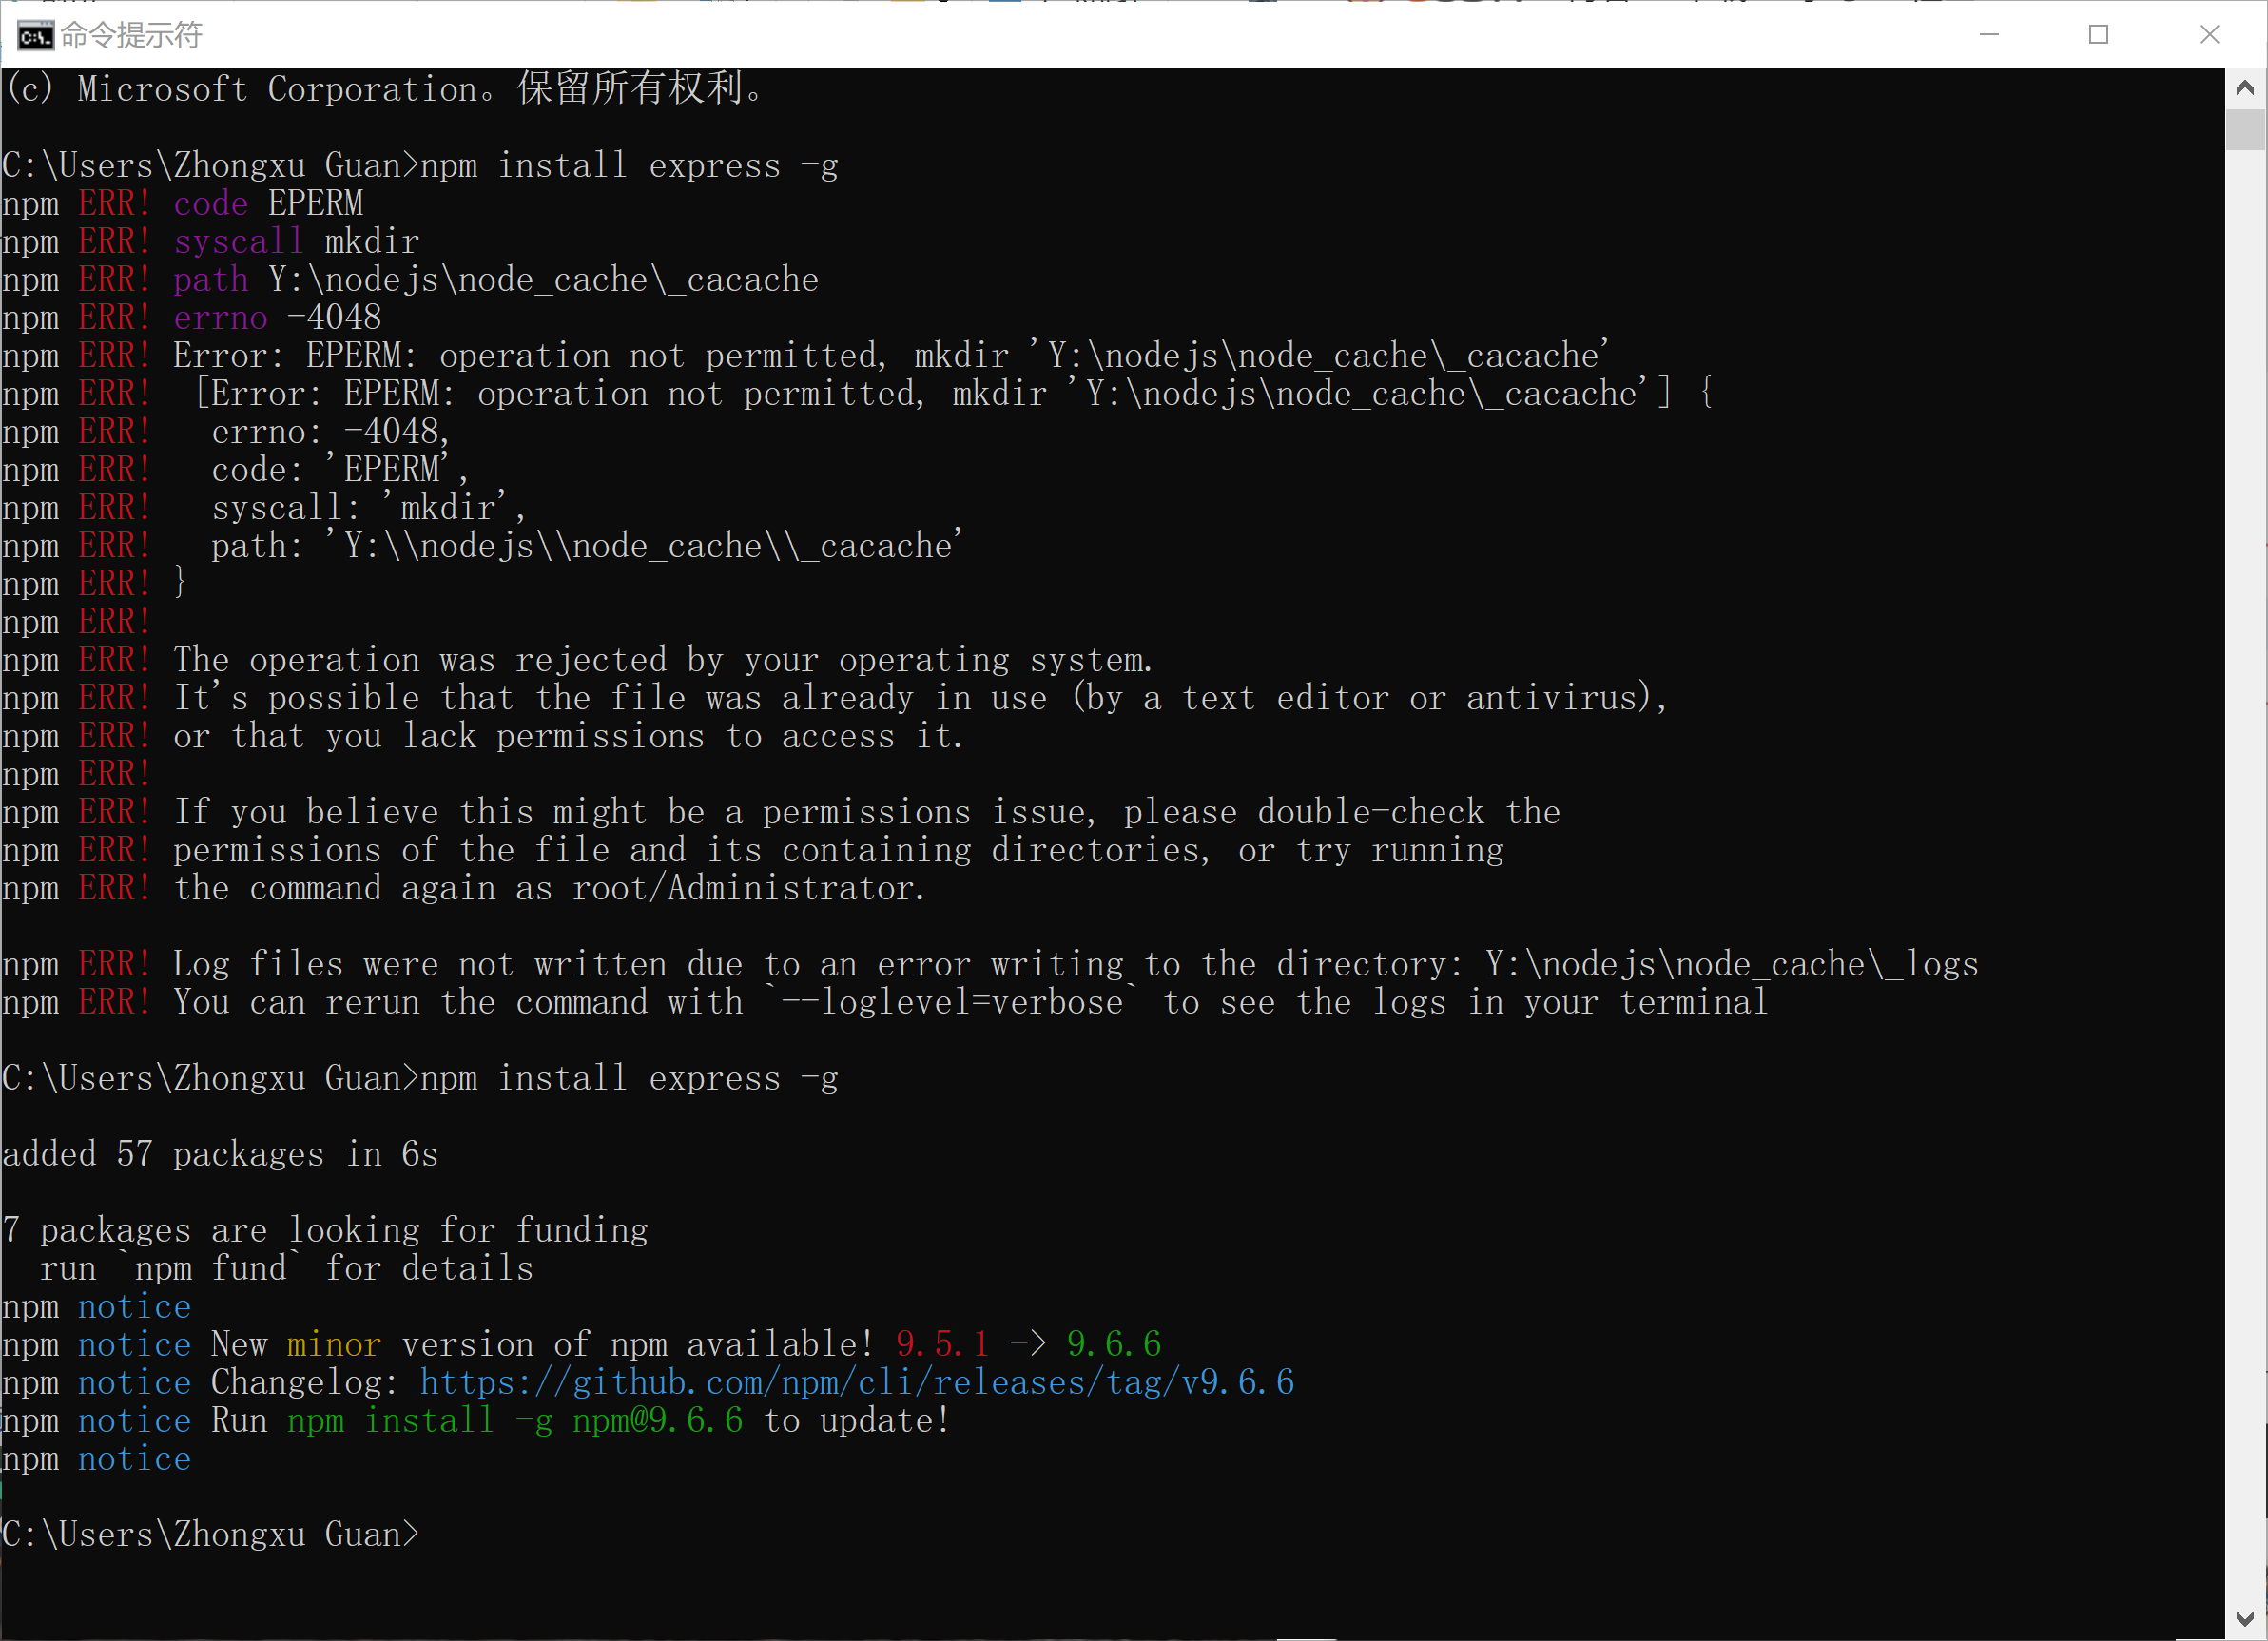 命令提示符
(c) Microsoft Corporation。保留所有权利。
C:\Users\Zhongxu Guan>npm install express -g
npm ERR! code EPERM
npm ERR! syscall mkdir
npm ERR! path Y:\nodejs\node_cache\_cacache
npm ERR! errno -4048
npm ERR! Error: EPERM: operation not permitted, mkdir 'Y:\nodejs\node_cache\_cacache'
npm ERR!  [Error: EPERM: operation not permitted, mkdir 'Y:\nodejs\node_cache\_cacache'] {
npm ERR!   errno: -4048,
npm ERR!   code: 'EPERM',
npm ERR!   syscall: 'mkdir',
npm ERR!   path: 'Y:\\nodejs\\node_cache\\_cacache'
npm ERR! }
npm ERR!
npm ERR! The operation was rejected by your operating system.
npm ERR! It's possible that the file was already in use (by a text editor or antivirus),
npm ERR! or that you lack permissions to access it.
npm ERR!
npm ERR! If you believe this might be a permissions issue, please double-check the
npm ERR! permissions of the file and its containing directories, or try running
npm ERR! the command again as root/Administrator.
npm ERR! Log files were not written due to an error writing to the directory: Y:\nodejs\node_cache\_logs
npm ERR! You can rerun the command with `--loglevel=verbose` to see the logs in your terminal
C:\Users\Zhongxu Guan>npm install express -g
added 57 packages in 6s
7 packages are looking for funding
  run `npm fund` for details
npm notice
npm notice New minor version of npm available! 9.5.1 -> 9.6.6
npm notice Changelog: https://github.com/npm/cli/releases/tag/v9.6.6
npm notice Run npm install -g npm@9.6.6 to update!
npm notice
C:\Users\Zhongxu Guan>